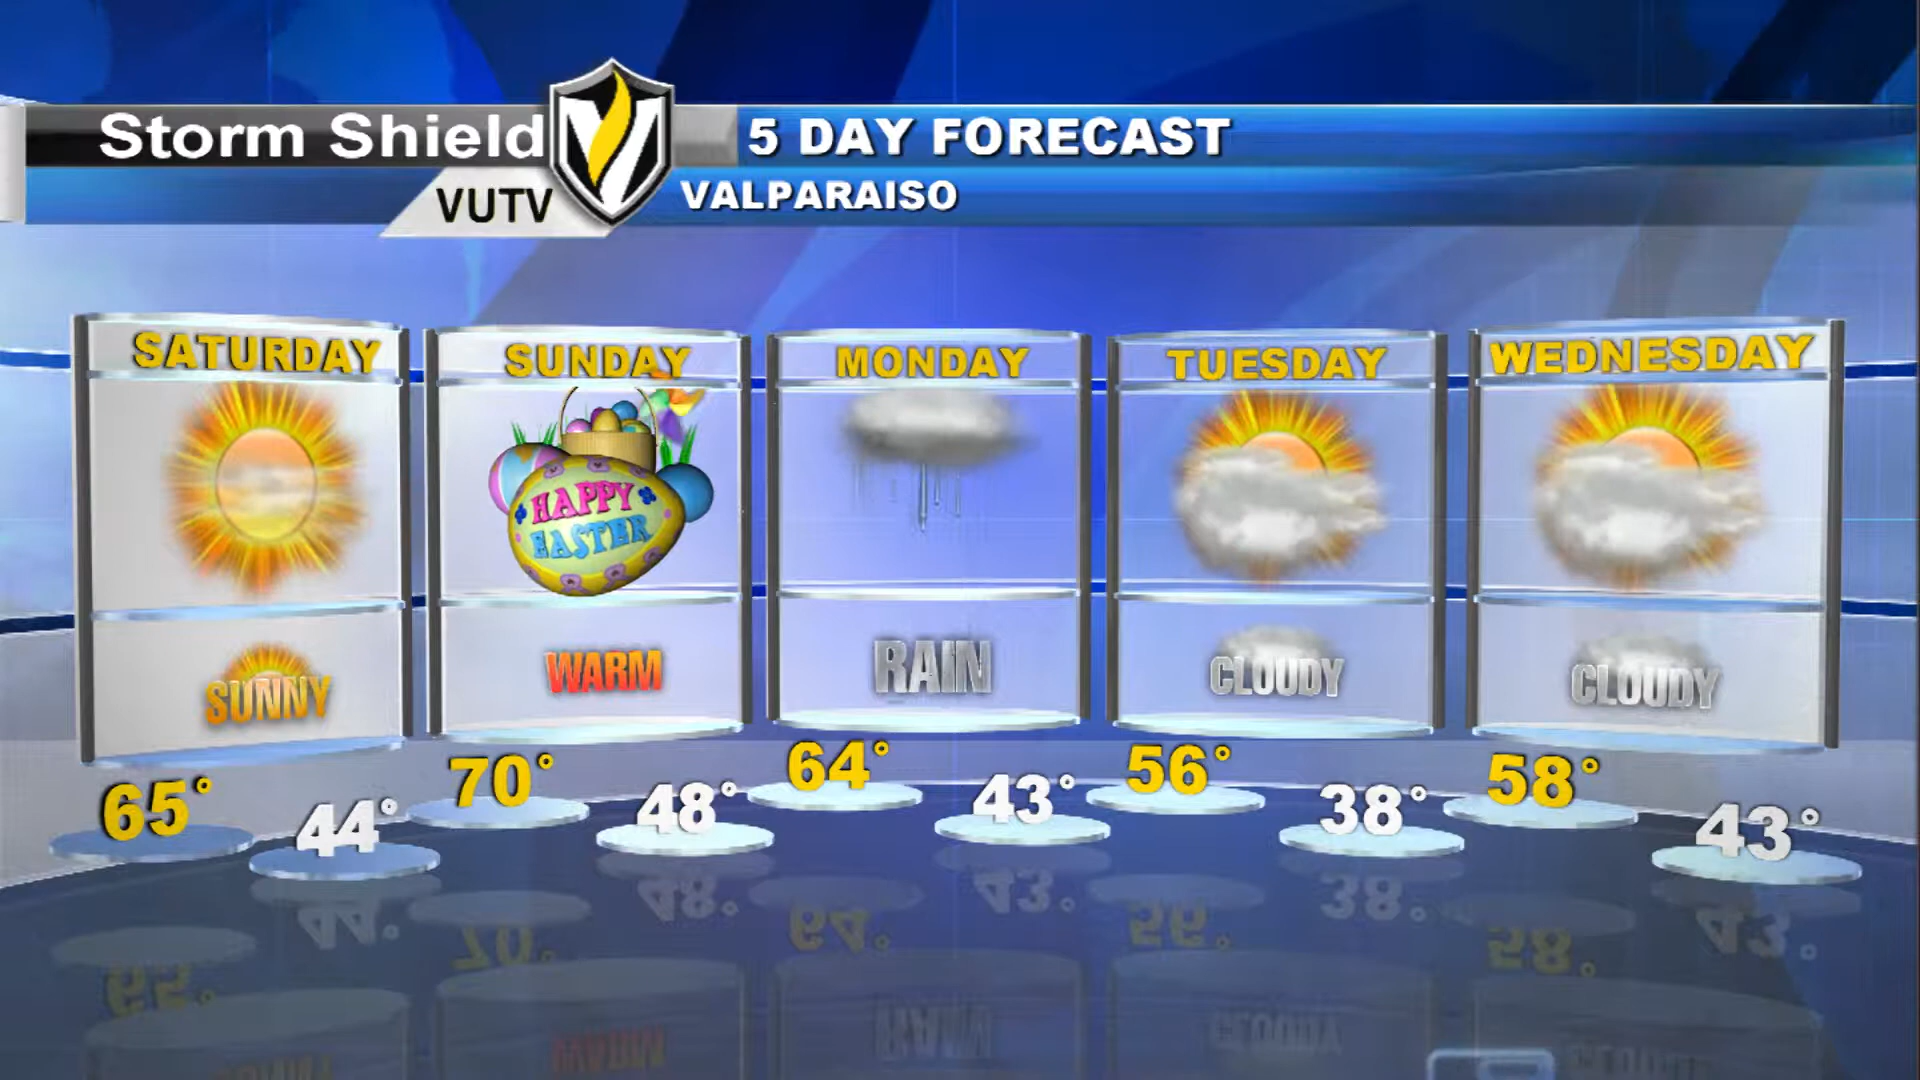 Storm Shield
VUTV
5 DAY FORECAST
VALPARAISO
SATURDAY
SUNNY
65°
44°
SUNDAY
HAPPY
EASTER
WARM
70°
48°
MONDAY
RAIN
64°
43°
TUESDAY
CLOUDY
56°
38°
WEDNESDAY
CLOUDY
58°
43°